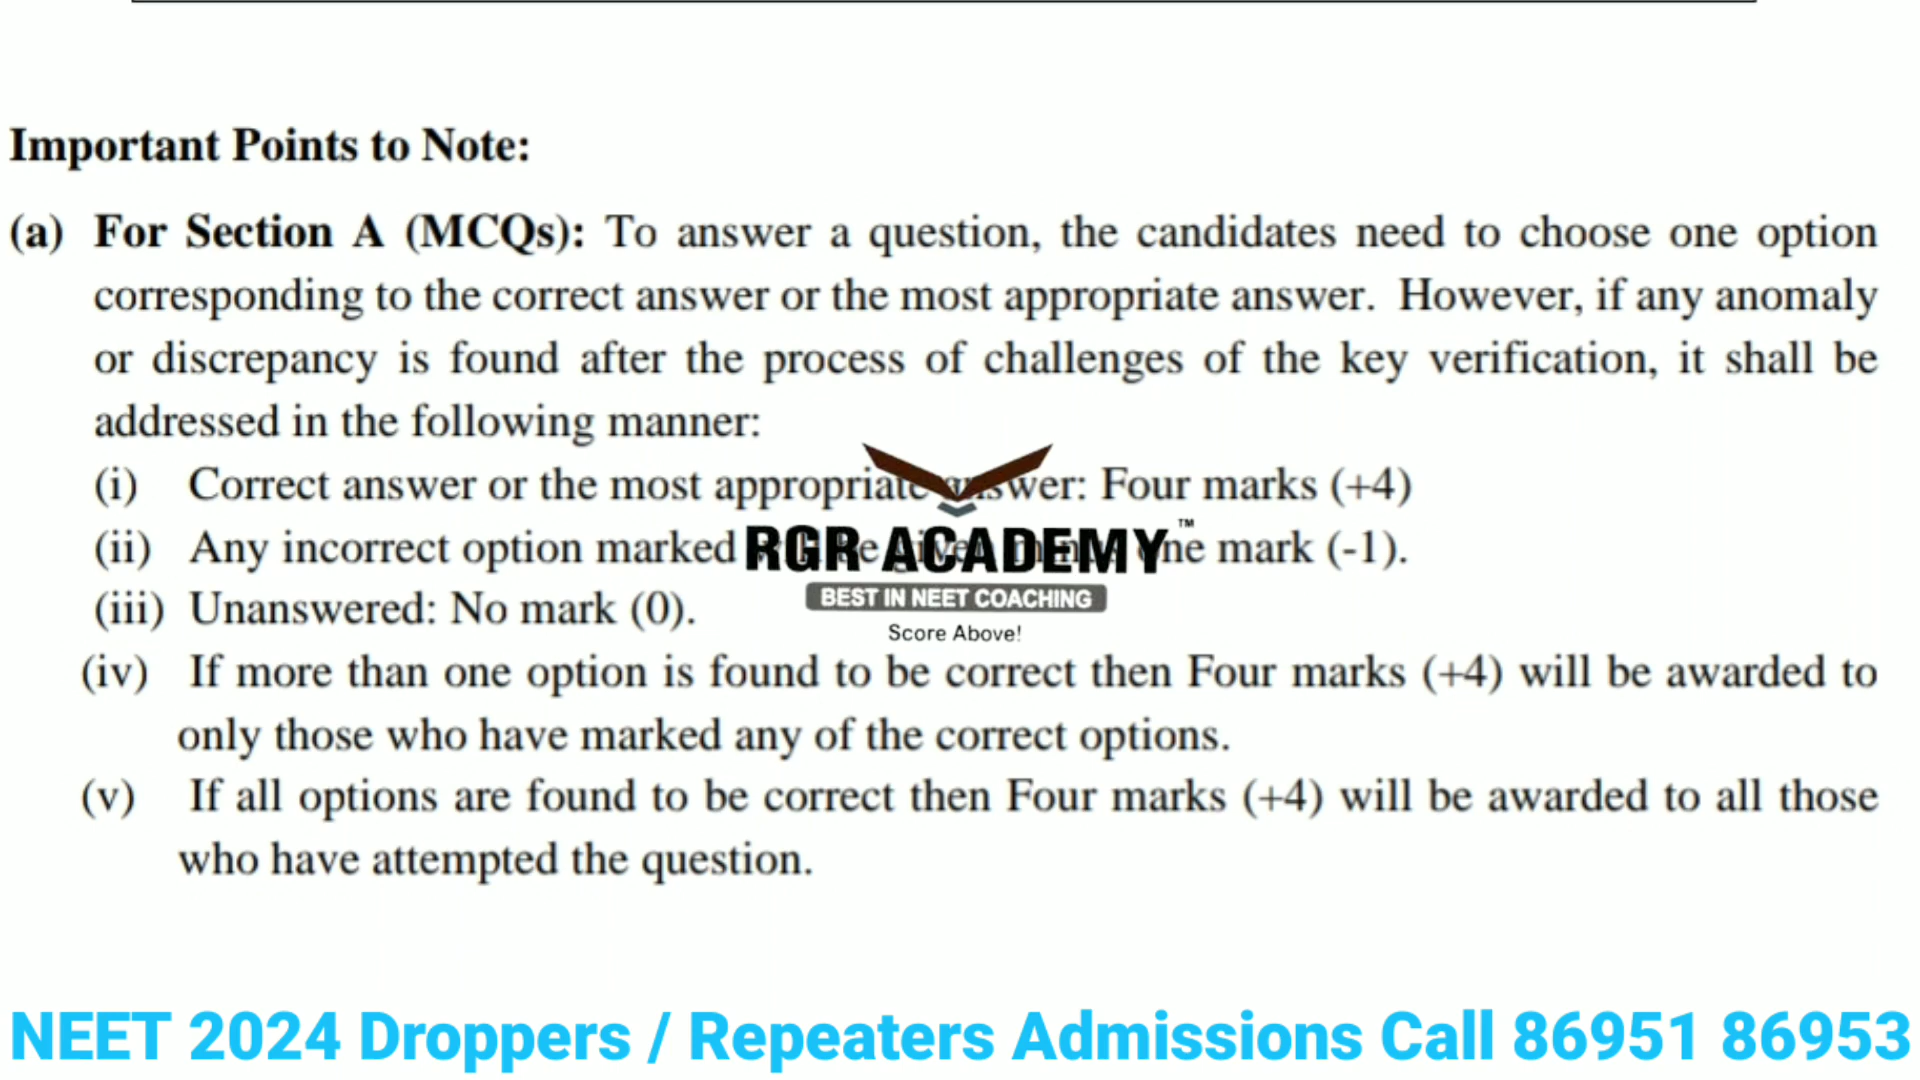 Important Points to Note:
(a) For Section A (MCQs): To answer a question, the candidates need to choose one option
corresponding to the correct answer or the most appropriate answer. However, if any anomaly
or discrepancy is found after the process of challenges of the key verification, it shall be
addressed in the following manner:
(i) Correct answer or the most appropriate answer: Four marks (+4)
(ii) Any incorrect option marked will be given minus one mark (-1).
RGR ACADEMY™
(iii) Unanswered: No mark (0).
BEST IN NEET COACHING
Score Above!
(iv) If more than one option is found to be correct then Four marks (+4) will be awarded to
only those who have marked any of the correct options.
(v) If all options are found to be correct then Four marks (+4) will be awarded to all those
who have attempted the question.
NEET 2024 Droppers / Repeaters Admissions Call 86951 86953